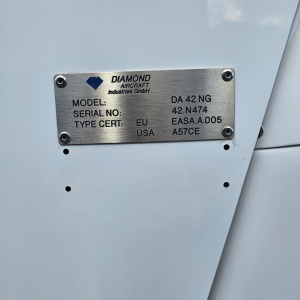 DIAMOND
AIRCRAFT
Industries GmbH
MODEL: DA 42 NG
SERIAL NO: 42.N474
TYPE CERT: EU EASA.A.005
USA A57CE